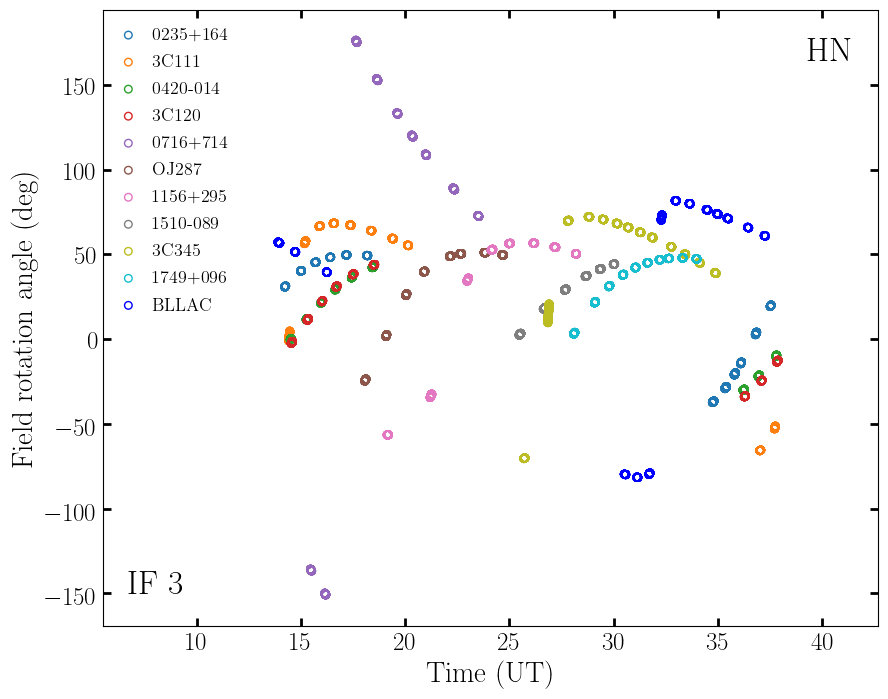 HN
0235+164
3C111
0420-014
3C120
0716+714
OJ287
1156+295
1510-089
3C345
1749+096
BLLAC
IF 3
Field rotation angle (deg)
150
100
50
0
−50
−100
−150
10 15 20 25 30 35 40
Time (UT)